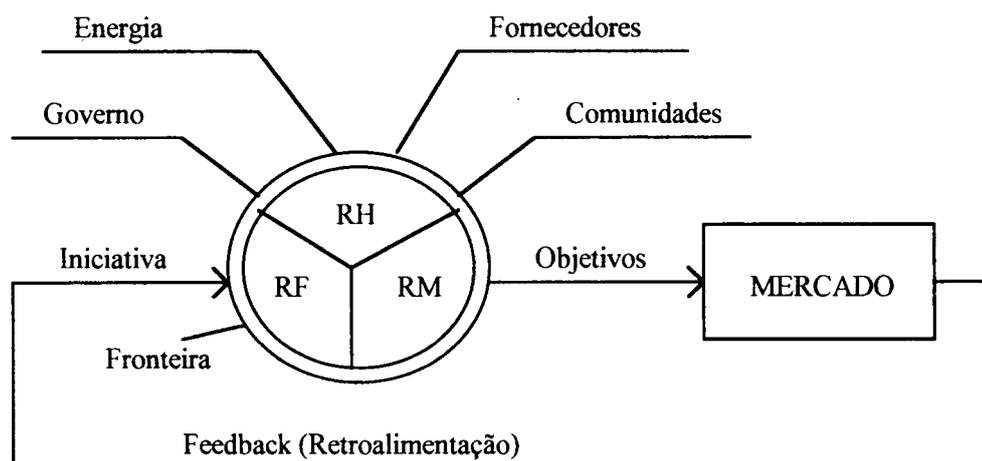 Energia
Fornecedores
Governo
Comunidades
RH
Iniciativa
Objetivos
RF
RM
MERCADO
Fronteira
Feedback (Retroalimentação)